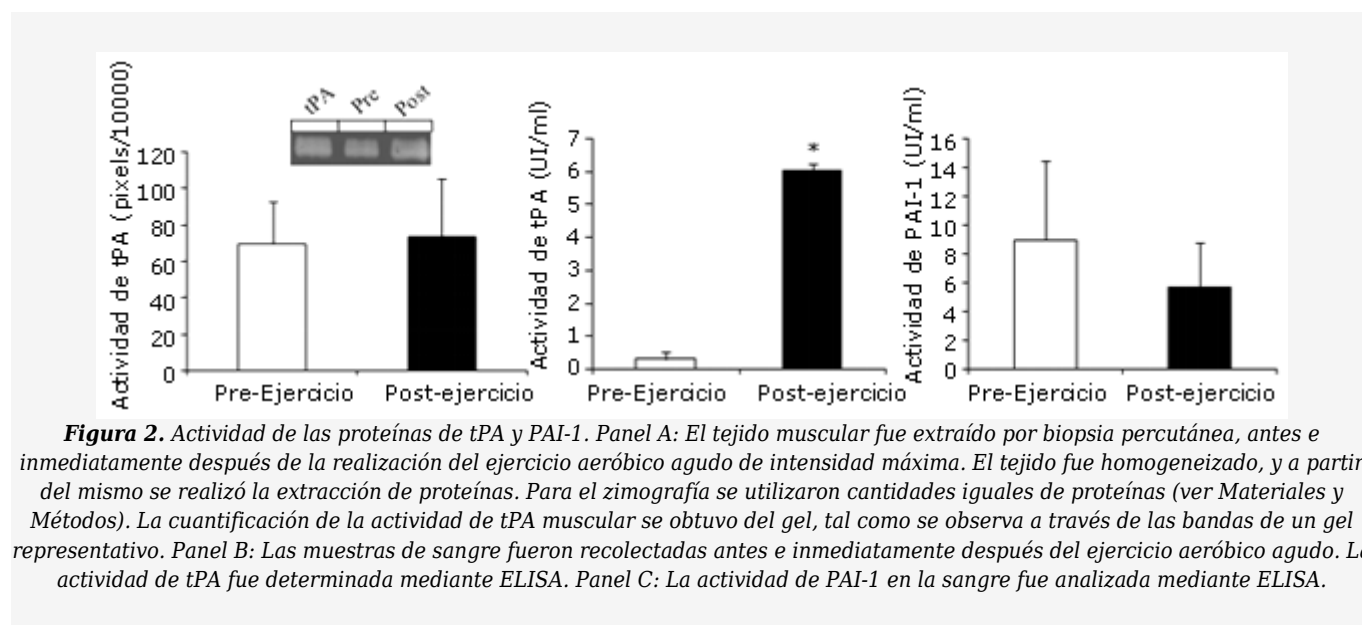 tPA Pre Post
Actividad de tPA (pixels/10000)
120
100
80
60
40
20
0
Pre-Ejercicio Post-ejercicio
Actividad de tPA (UI/ml)
7
6
5
4
3
2
1
0
*
Pre-Ejercicio Post-ejercicio
Actividad de PAI-1 (UI/ml)
16
14
12
10
8
6
4
2
0
Pre-Ejercicio Post-ejercicio
Figura 2. Actividad de las proteínas de tPA y PAI-1. Panel A: El tejido muscular fue extraído por biopsia percutánea, antes e
inmediatamente después de la realización del ejercicio aeróbico agudo de intensidad máxima. El tejido fue homogeneizado, y a partir
del mismo se realizó la extracción de proteínas. Para el zimografía se utilizaron cantidades iguales de proteínas (ver Materiales y
Métodos). La cuantificación de la actividad de tPA muscular se obtuvo del gel, tal como se observa a través de las bandas de un gel
representativo. Panel B: Las muestras de sangre fueron recolectadas antes e inmediatamente después del ejercicio aeróbico agudo. La
actividad de tPA fue determinada mediante ELISA. Panel C: La actividad de PAI-1 en la sangre fue analizada mediante ELISA.